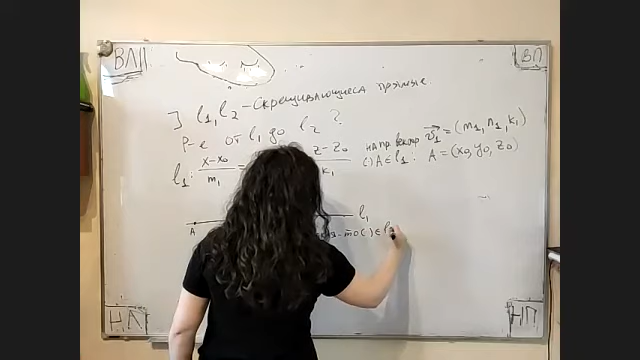 ВЛП
ВП
∃ l₁, l₂ – скрещивающиеся прямые
Р-е от l₁ до l₂ ?
l₁: (x-x₀)/m₁ = z-z₀/k₁ напр вектор v₁ = (m₁, n₁, k₁)
(·) A ∈ l₁: A = (x₀, y₀, z₀)
l₁
A
-то (·) ∈ l
НЛ
НП